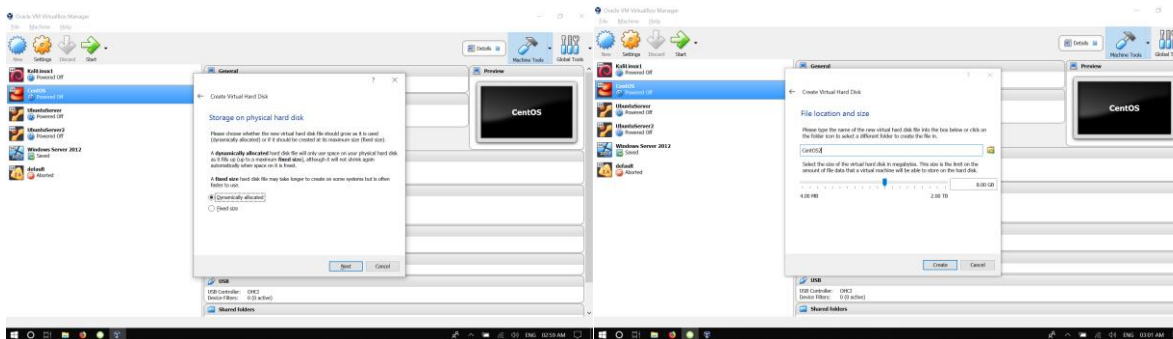 Oracle VM VirtualBox Manager
File Machine Help
New Settings Discard Start
Details
Machine Tools
Global Tools
KaliLinux1
Powered Off
CentOS
Powered Off
UbuntuServer
Powered Off
UbuntuServer2
Powered Off
Windows Server 2012
Saved
default
Aborted
General
Preview
CentOS
? ×
← Create Virtual Hard Disk
Storage on physical hard disk
Please choose whether the new virtual hard disk file should grow as it is used
(dynamically allocated) or if it should be created at its maximum size (fixed size).
A dynamically allocated hard disk file will only use space on your physical hard disk
as it fills up (up to a maximum fixed size), although it will not shrink again
automatically when space on it is freed.
A fixed size hard disk file may take longer to create on some systems but is often
faster to use.
Dynamically allocated
Fixed size
Next Cancel
USB
USB Controller: OHCI
Device Filters: 0 (0 active)
Shared folders
ENG 02:59 AM
Oracle VM VirtualBox Manager
File Machine Help
New Settings Discard Start
Details
Machine Tools
Global T
KaliLinux1
Powered Off
CentOS
Powered Off
UbuntuServer
Powered Off
UbuntuServer2
Powered Off
Windows Server 2012
Saved
default
Aborted
General
Preview
CentOS
? ×
← Create Virtual Hard Disk
File location and size
Please type the name of the new virtual hard disk file into the box below or click on
the folder icon to select a different folder to create the file in.
CentOS2
Select the size of the virtual hard disk in megabytes. This size is the limit on the
amount of file data that a virtual machine will be able to store on the hard disk.
8.00 GB
4.00 MB 2.00 TB
Create Cancel
USB
USB Controller: OHCI
Device Filters: 0 (0 active)
Shared folders
ENG 03:01 AM